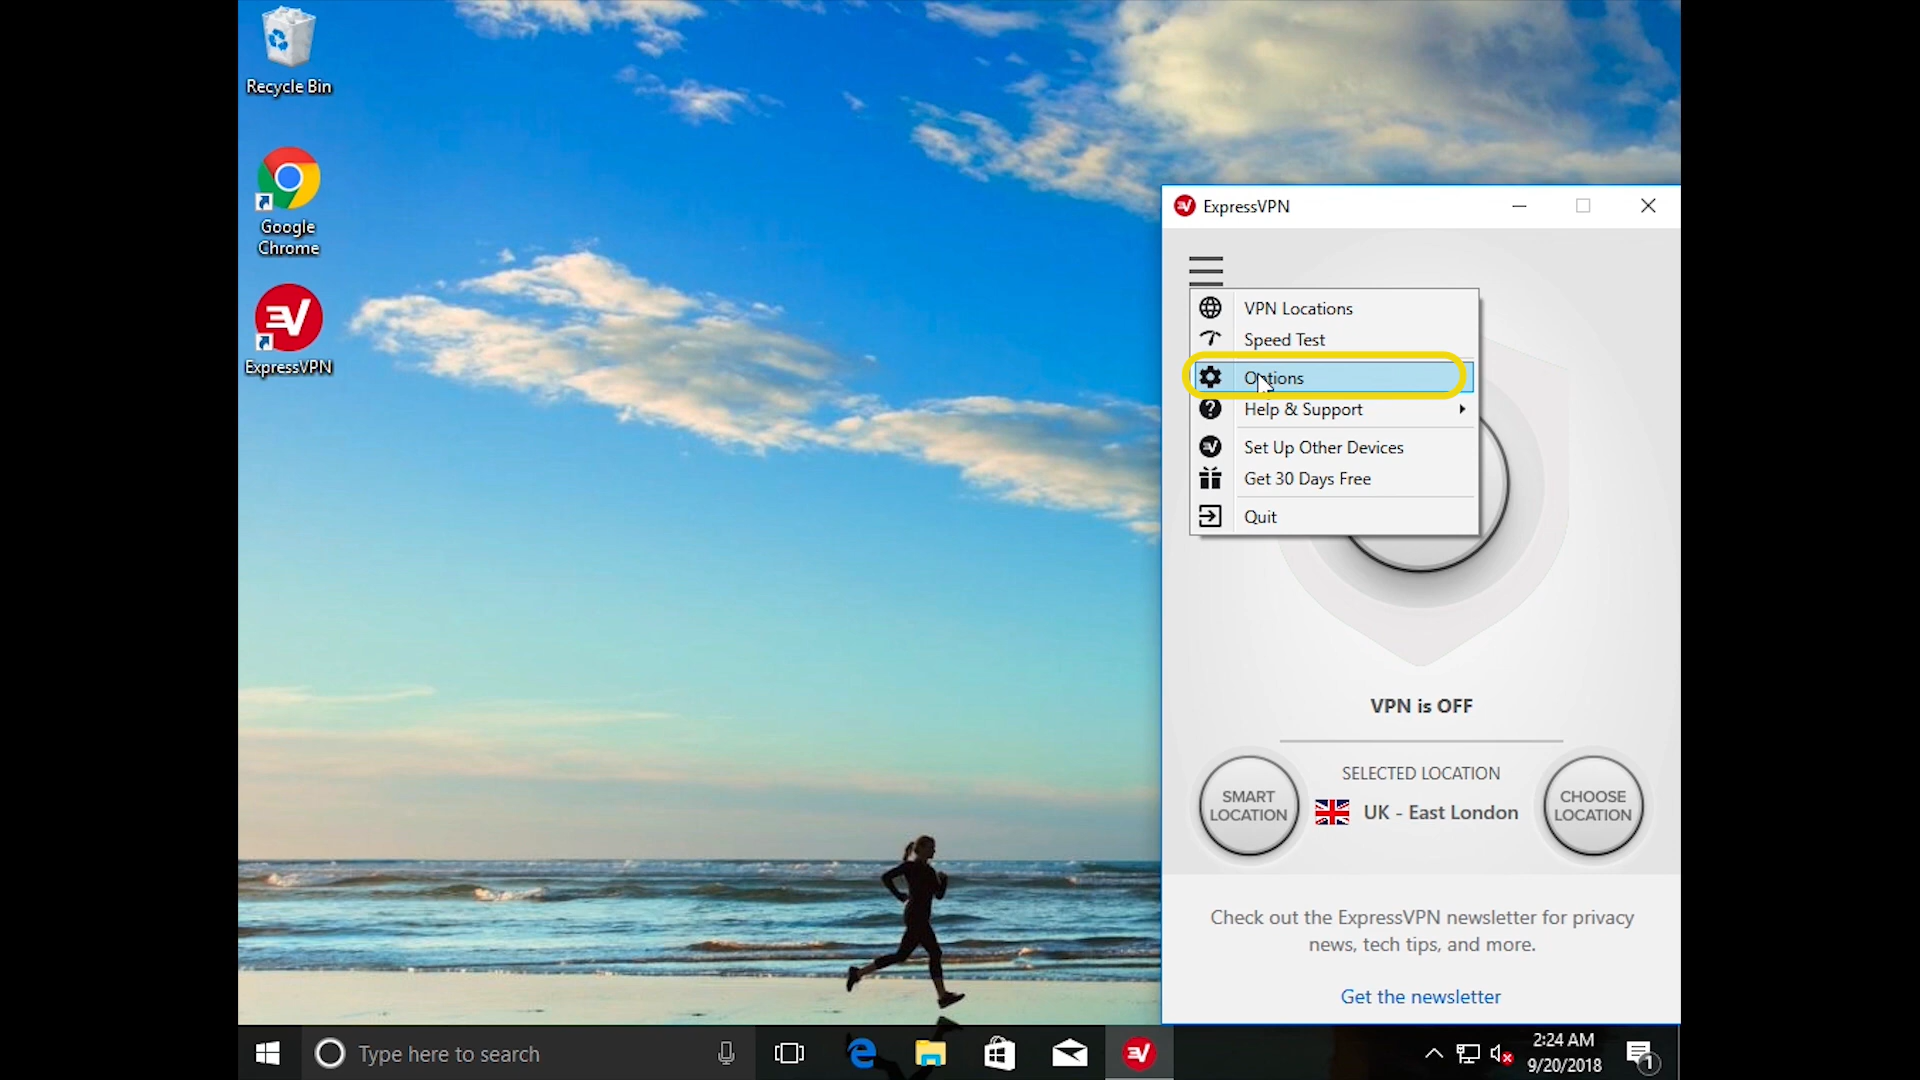 Recycle Bin
Google
Chrome
ExpressVPN
ExpressVPN
VPN Locations
Speed Test
Options
Help & Support
Set Up Other Devices
Get 30 Days Free
Quit
VPN is OFF
SMART
LOCATION
SELECTED LOCATION
UK - East London
CHOOSE
LOCATION
Check out the ExpressVPN newsletter for privacy
news, tech tips, and more.
Get the newsletter
Type here to search
2:24 AM
9/20/2018
1